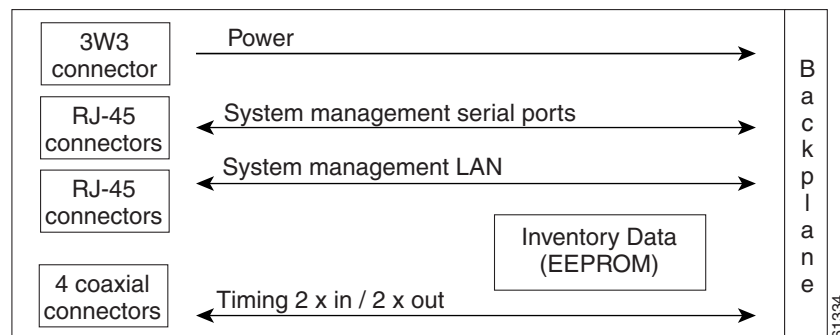 3W3
connector
Power
RJ-45
connectors
System management serial ports
RJ-45
connectors
System management LAN
Inventory Data
(EEPROM)
4 coaxial
connectors
Timing 2 x in / 2 x out
Backplane